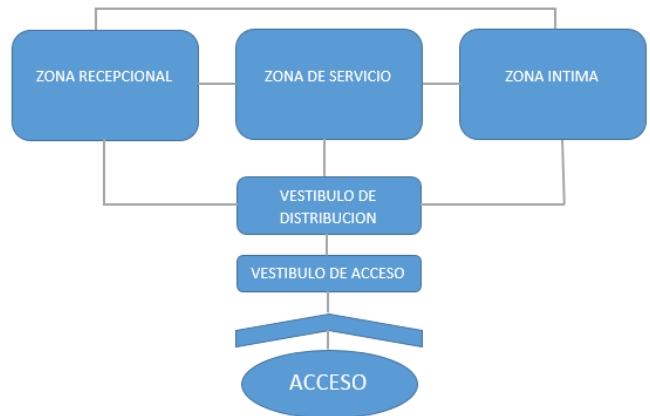 ZONA RECEPCIONAL
ZONA DE SERVICIO
ZONA INTIMA
VESTIBULO DE
DISTRIBUCION
VESTIBULO DE ACCESO
ACCESO